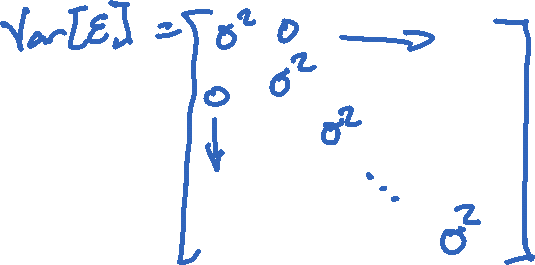 Var[ε] = [σ² 0 →
0 σ²
↓ σ²
⋱
σ²]